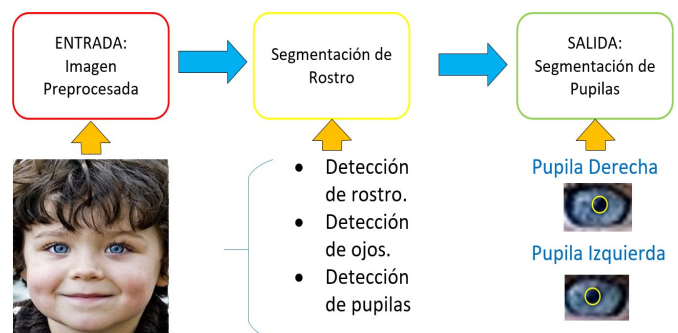 ENTRADA:
Imagen
Preprocesada
Segmentación de
Rostro
SALIDA:
Segmentación de
Pupilas
• Detección
de rostro.
• Detección
de ojos.
• Detección
de pupilas
Pupila Derecha
Pupila Izquierda